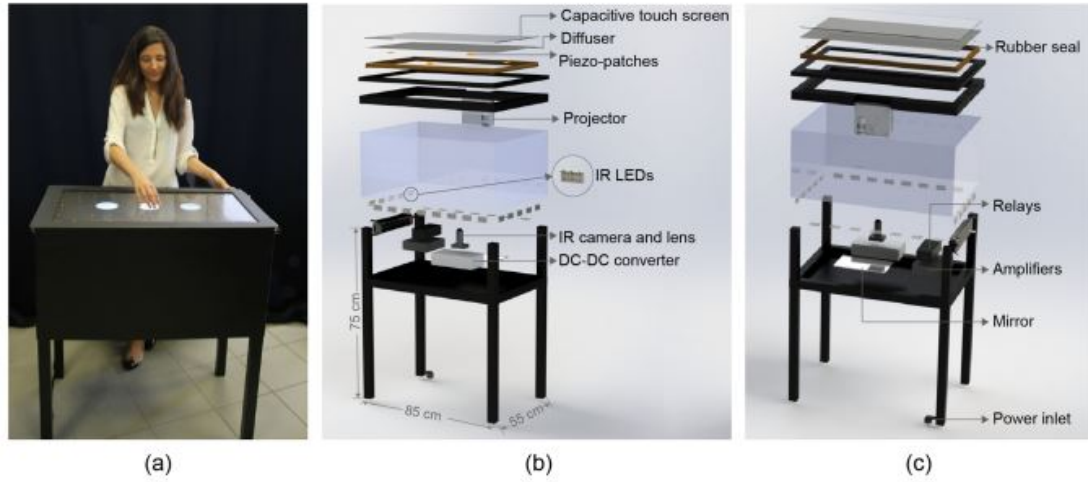 Capacitive touch screen
Diffuser
Piezo-patches
Projector
IR LEDs
IR camera and lens
DC-DC converter
75 cm
85 cm
55 cm
Rubber seal
Relays
Amplifiers
Mirror
Power inlet
(a)
(b)
(c)